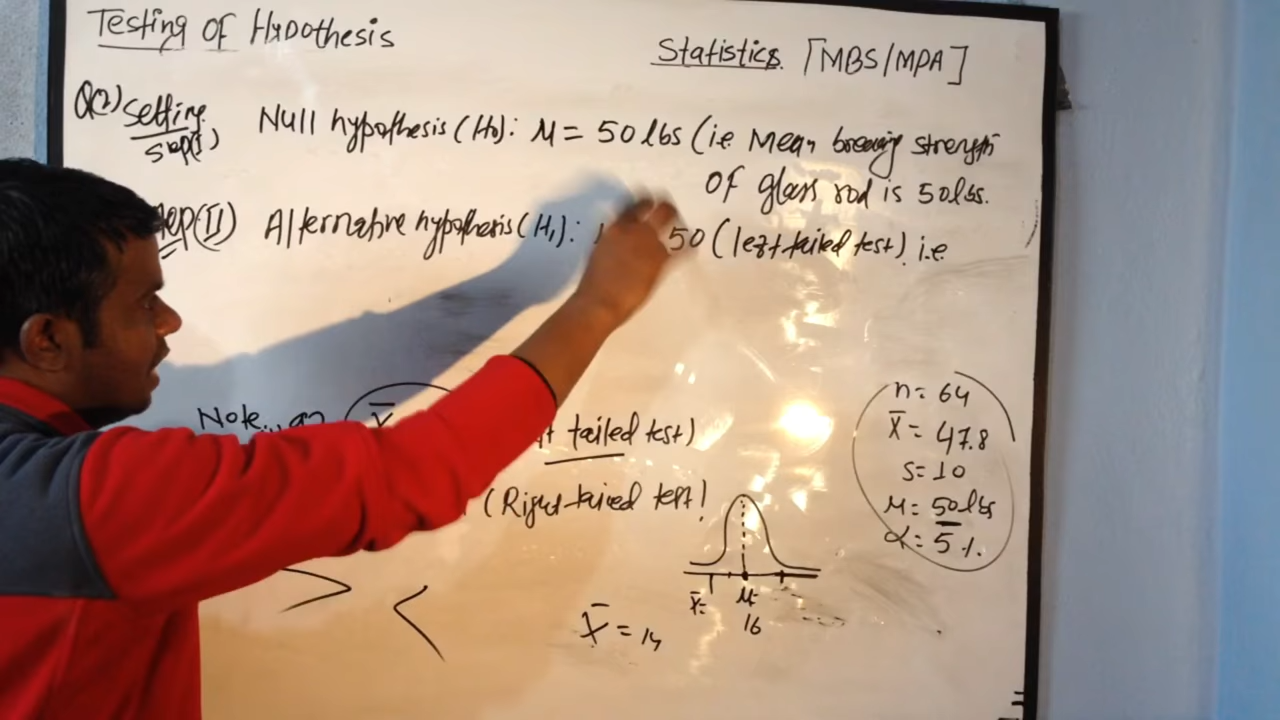 Testing Of Hypothesis
Statistics [MBS/MPA]
Q(2) Setting
Step(I)
Null hypothesis (H0): μ = 50 lbs (i.e Mean breaking strength
Of glass rod is 50 lbs.
Step(II) Alternative hypothesis (H1): 50 (left tailed test) i.e
Note
X̄
tailed test)
(Right tailed test)
n = 64
X̄ = 47.8
S = 10
μ = 50 lbs
α = 5 %
> <
X̄ = μ
16
X̄ = 14